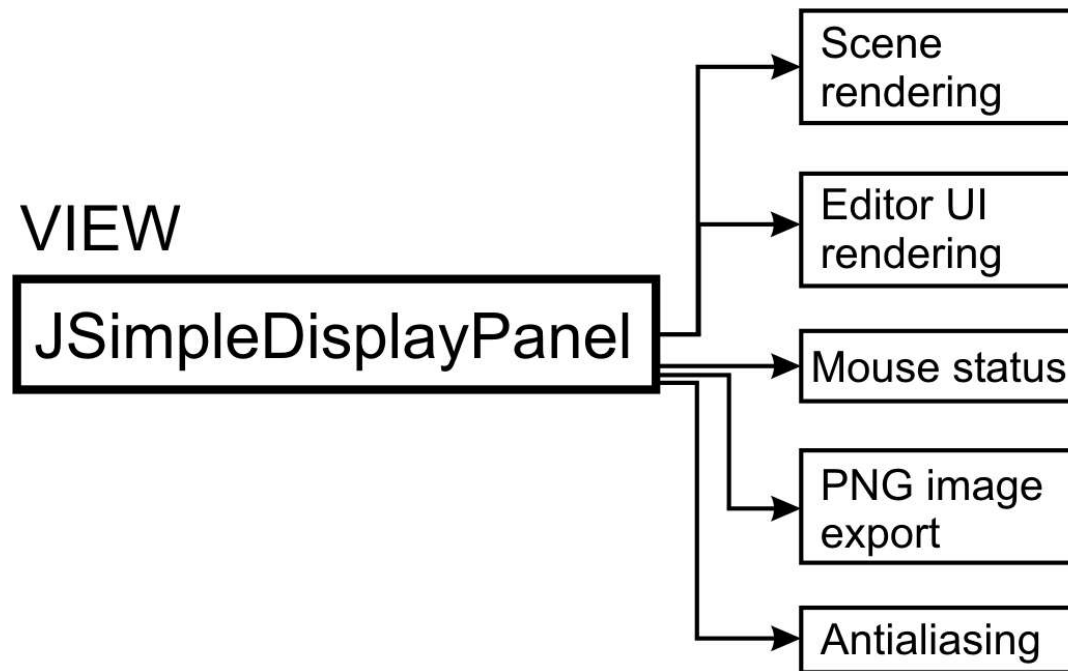 VIEW
JSimpleDisplayPanel
Scene
rendering
Editor UI
rendering
Mouse status
PNG image
export
Antialiasing